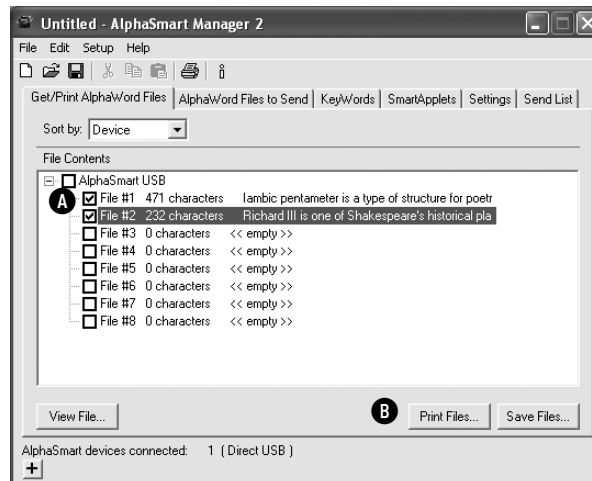 Untitled - AlphaSmart Manager 2
File Edit Setup Help
Get/Print AlphaWord Files AlphaWord Files to Send KeyWords SmartApplets Settings Send List
Sort by: Device
File Contents
AlphaSmart USB
A File #1 471 characters Iambic pentameter is a type of structure for poetr
File #2 232 characters Richard III is one of Shakespeare's historical pla
File #3 0 characters << empty >>
File #4 0 characters << empty >>
File #5 0 characters << empty >>
File #6 0 characters << empty >>
File #7 0 characters << empty >>
File #8 0 characters << empty >>
View File... B Print Files... Save Files...
AlphaSmart devices connected: 1 ( Direct USB )
+